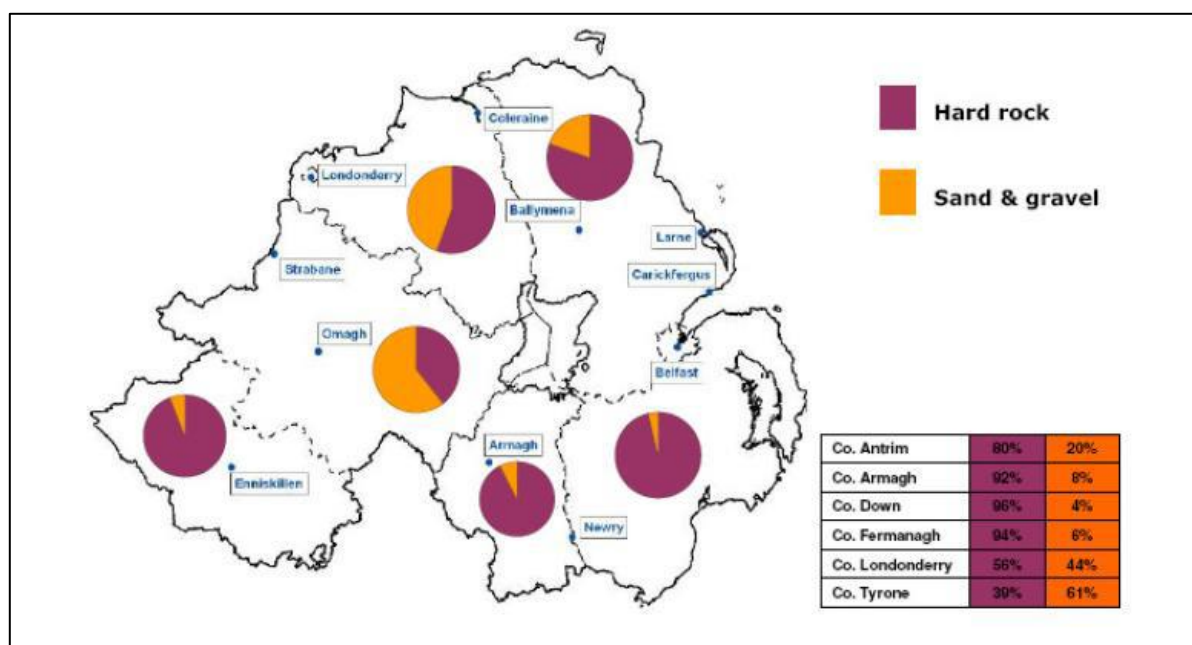 Coleraine
Londonderry
Ballymena
Larne
Strabane
Carickfergus
Omagh
Belfast
Armagh
Enniskillen
Newry
Hard rock
Sand & gravel
Co. Antrim 80% 20%
Co. Armagh 92% 8%
Co. Down 96% 4%
Co. Fermanagh 94% 6%
Co. Londonderry 56% 44%
Co. Tyrone 39% 61%